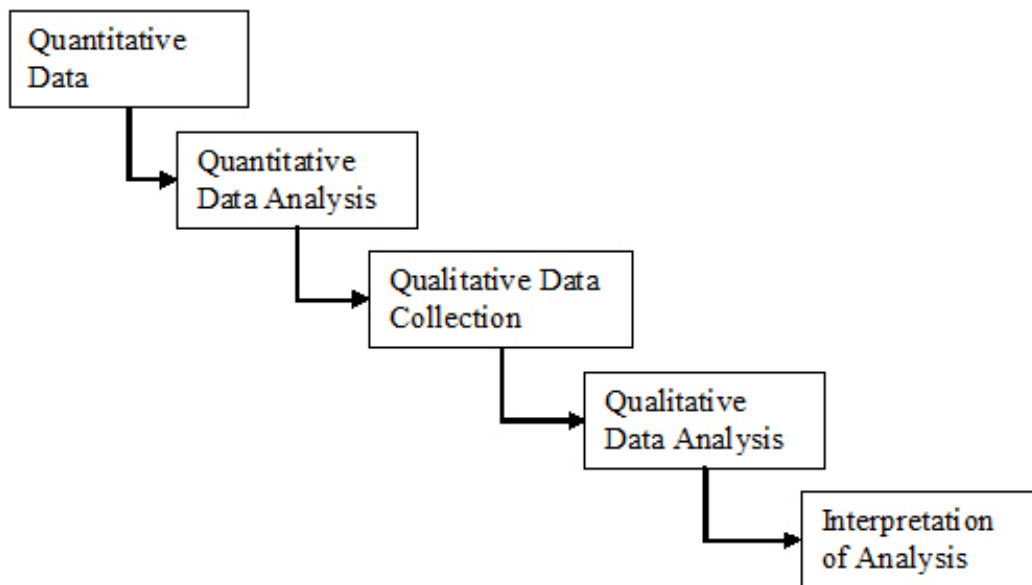 Quantitative
Data
Quantitative
Data Analysis
Qualitative Data
Collection
Qualitative
Data Analysis
Interpretation
of Analysis